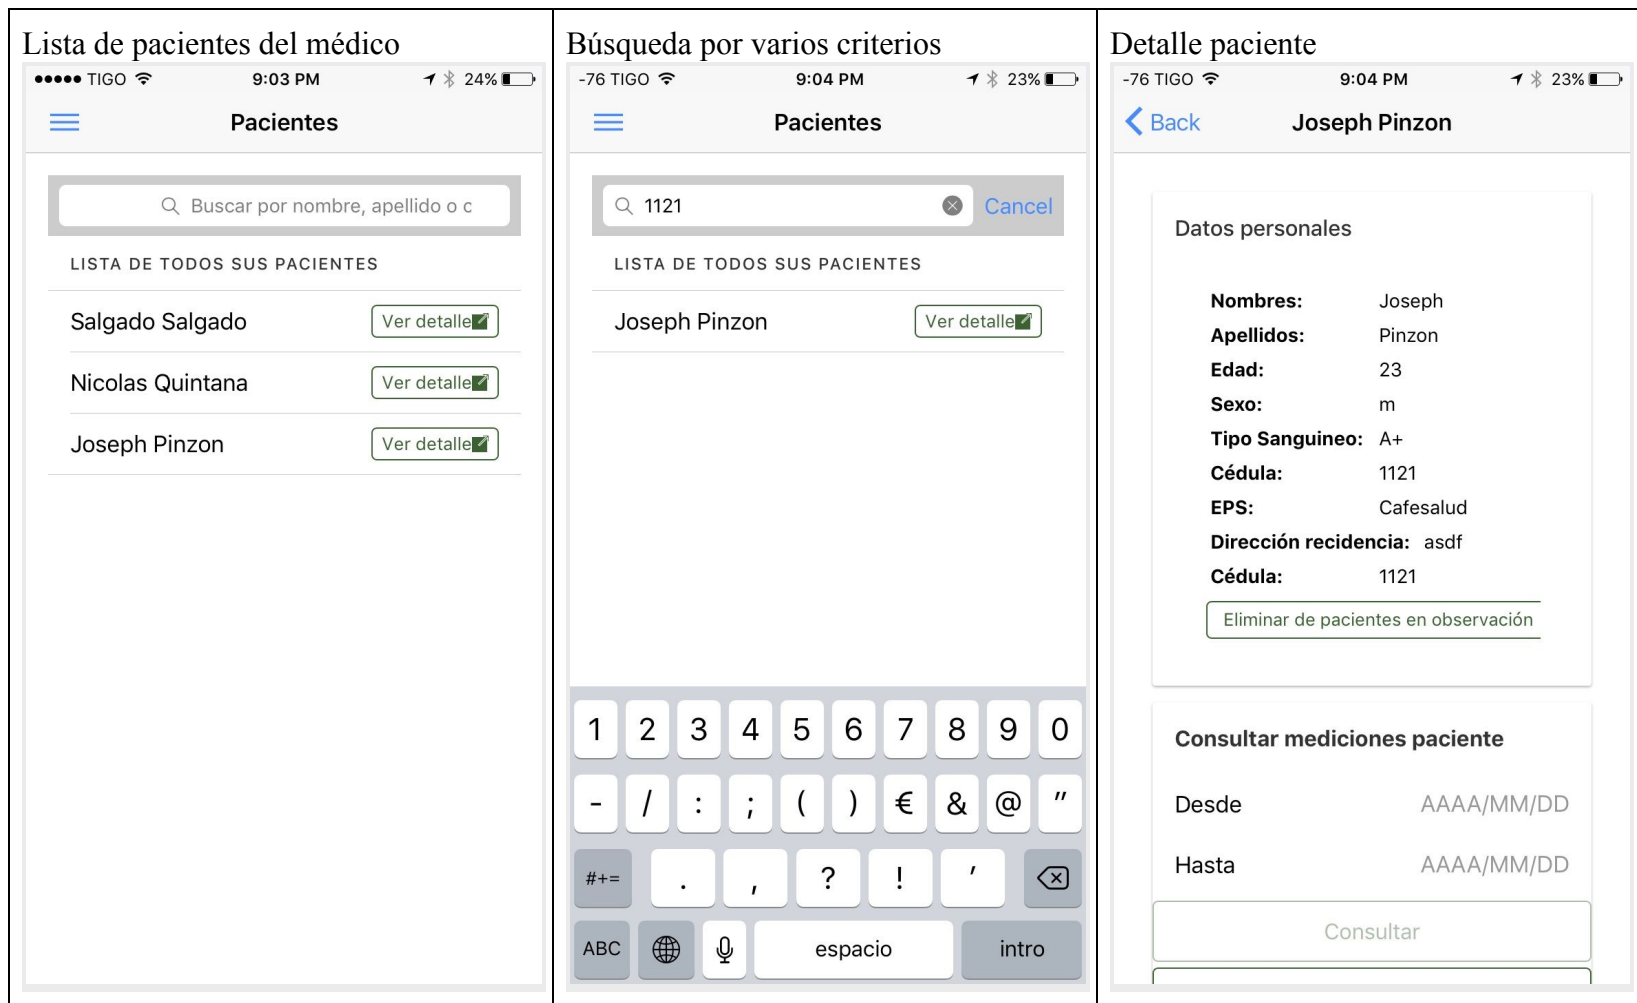 Lista de pacientes del médico
TIGO 9:03 PM 24%
Pacientes
Buscar por nombre, apellido o c
LISTA DE TODOS SUS PACIENTES
Salgado Salgado Ver detalle
Nicolas Quintana Ver detalle
Joseph Pinzon Ver detalle
Búsqueda por varios criterios
-76 TIGO 9:04 PM 23%
Pacientes
1121 Cancel
LISTA DE TODOS SUS PACIENTES
Joseph Pinzon Ver detalle
1 2 3 4 5 6 7 8 9 0
- / : ; ( ) € & @ "
#+= . , ? ! '
ABC espacio intro
Detalle paciente
-76 TIGO 9:04 PM 23%
Back Joseph Pinzon
Datos personales
Nombres: Joseph
Apellidos: Pinzon
Edad: 23
Sexo: m
Tipo Sanguineo: A+
Cédula: 1121
EPS: Cafesalud
Dirección recidencia: asdf
Cédula: 1121
Eliminar de pacientes en observación
Consultar mediciones paciente
Desde AAAA/MM/DD
Hasta AAAA/MM/DD
Consultar